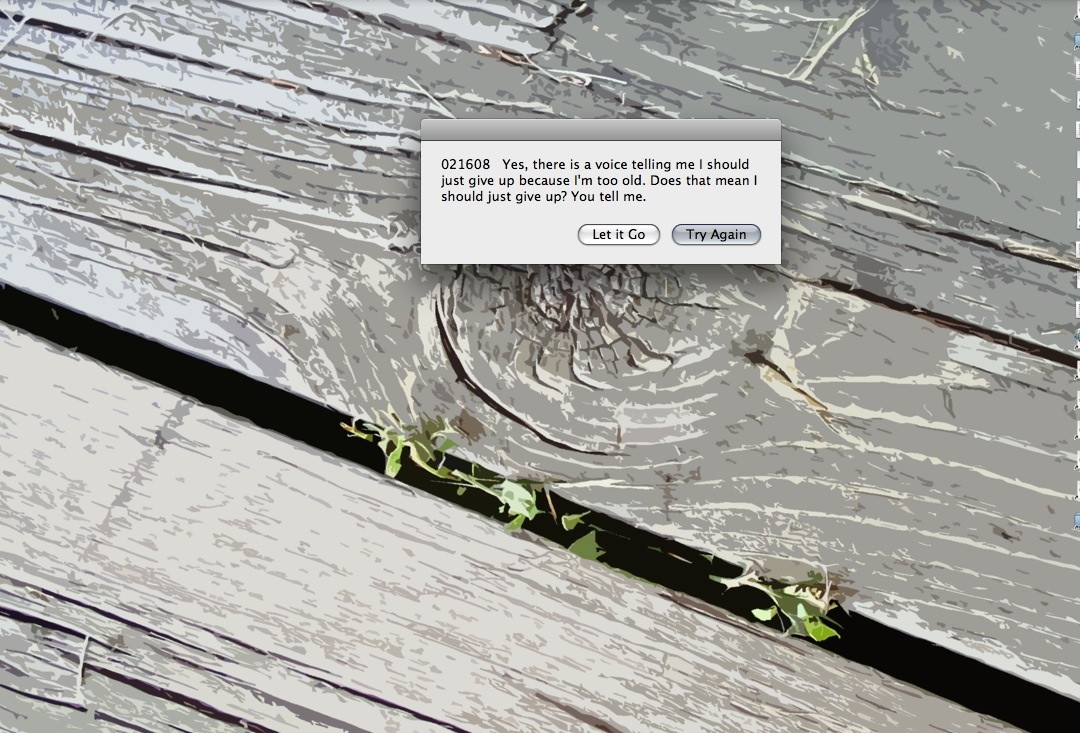 021608   Yes, there is a voice telling me I should
just give up because I'm too old. Does that mean I
should just give up? You tell me.
Let it Go
Try Again